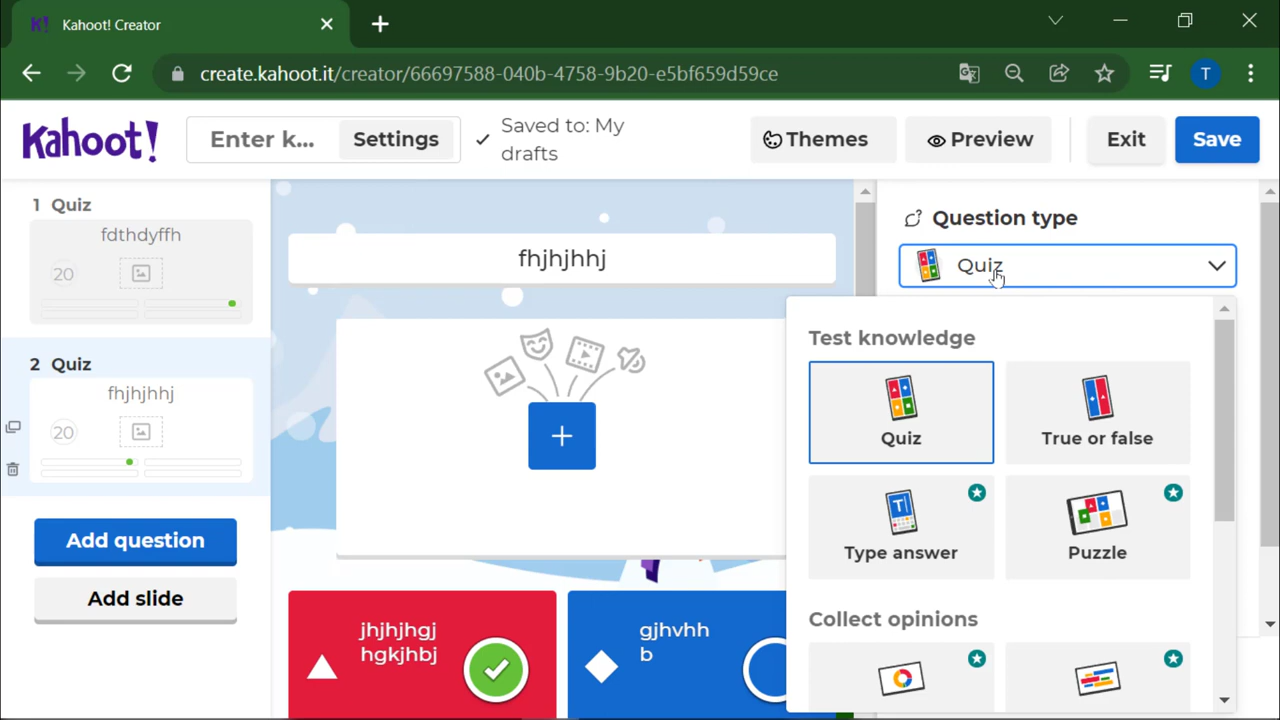 Kahoot! Creator
create.kahoot.it/creator/66697588-040b-4758-9b20-e5bf659d59ce
T
Kahoot!
Enter k...
Settings
Saved to: My
drafts
Themes
Preview
Exit
Save
1 Quiz
fdthdyffh
20
2 Quiz
fhjhjhhj
20
Add question
Add slide
fhjhjhhj
jhjhjhgj
hgkjhbj
gjhvhh
b
Question type
Quiz
Test knowledge
Quiz
True or false
Type answer
Puzzle
Collect opinions